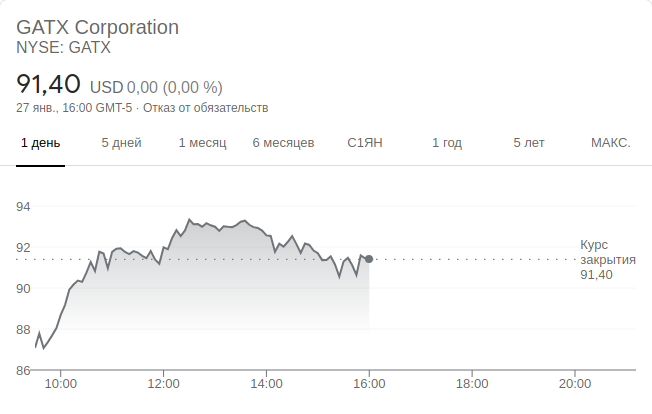 GATX Corporation
NYSE: GATX
91,40 USD 0,00 (0,00 %)
27 янв., 16:00 GMT-5 · Отказ от обязательств
1 день 5 дней 1 месяц 6 месяцев С1ЯН 1 год 5 лет МАКС.
94
92
Курс
закрытия
91,40
90
88
86
10:00 12:00 14:00 16:00 18:00 20:00